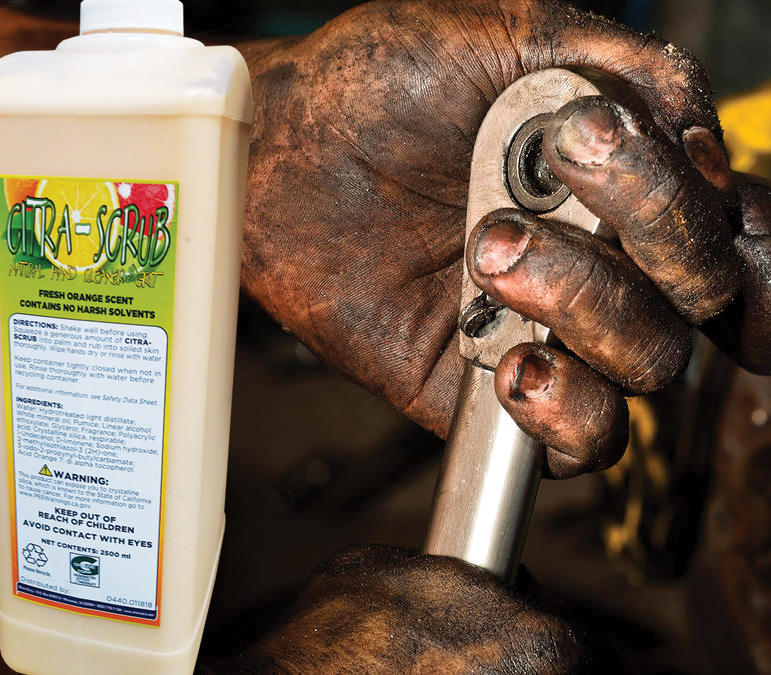 CITRA-SCRUB
NATURAL HAND CLEANER W/GRIT
FRESH ORANGE SCENT
CONTAINS NO HARSH SOLVENTS
DIRECTIONS: Shake well before using.
Squeeze a generous amount of CITRA-
SCRUB into palm and rub into soiled skin
thoroughly. Wipe hands dry or rinse with water.
Keep container tightly closed when not in
use. Rinse thoroughly with water before
recycling container.
For additional information, see Safety Data Sheet.
INGREDIENTS:
Water; Hydrotreated light distillate;
White mineral oil; Pumice; Linear alcohol
ethoxylate; Glycerol; Fragrance; Polyacrylic
acid; Crystalline silica, respirable;
1-Undecanol; D-limonene; Sodium hydroxide;
2-methylisothiazol-3 (2H)-one;
3-iodo-2-propynyl-butylcarbamate;
Acid Orange 7; dl alpha tocopherol.
WARNING:
This product can expose you to crystalline
silica, which is known to the State of California
to cause cancer. For more information go to
www.P65Warnings.ca.gov.
KEEP OUT OF
REACH OF CHILDREN
AVOID CONTACT WITH EYES
NET CONTENTS: 2500 ml
Please Recycle.
Distributed by:
0440.011818